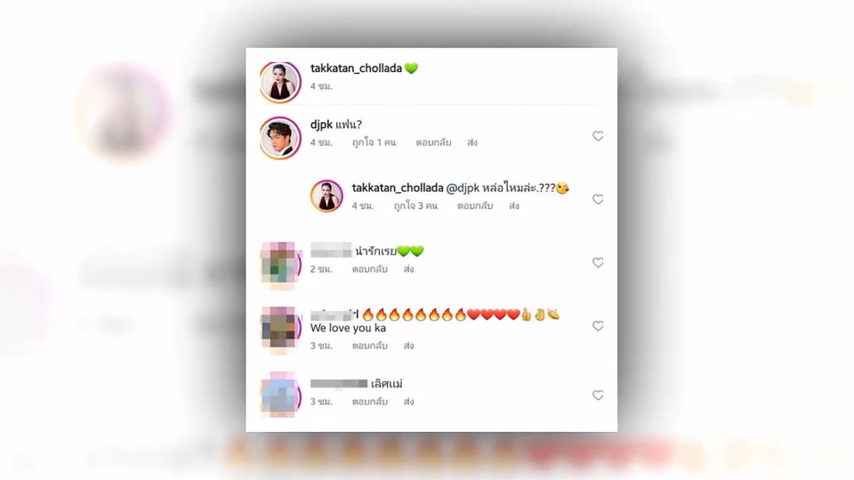 takkatan_chollada 💚
4 ชม.
djpk แฟน?
4 ชม. ถูกใจ 1 คน ตอบกลับ ส่ง
takkatan_chollada @djpk หล่อไหมล่ะ.???😘
4 ชม. ถูกใจ 3 คน ตอบกลับ ส่ง
น่ารักเรย💚💚
2 ชม. ตอบกลับ ส่ง
🔥🔥🔥🔥🔥🔥🔥🔥❤️❤️❤️❤️👍👌👏
We love you ka
3 ชม. ตอบกลับ ส่ง
เลิศแม่
3 ชม. ตอบกลับ ส่ง